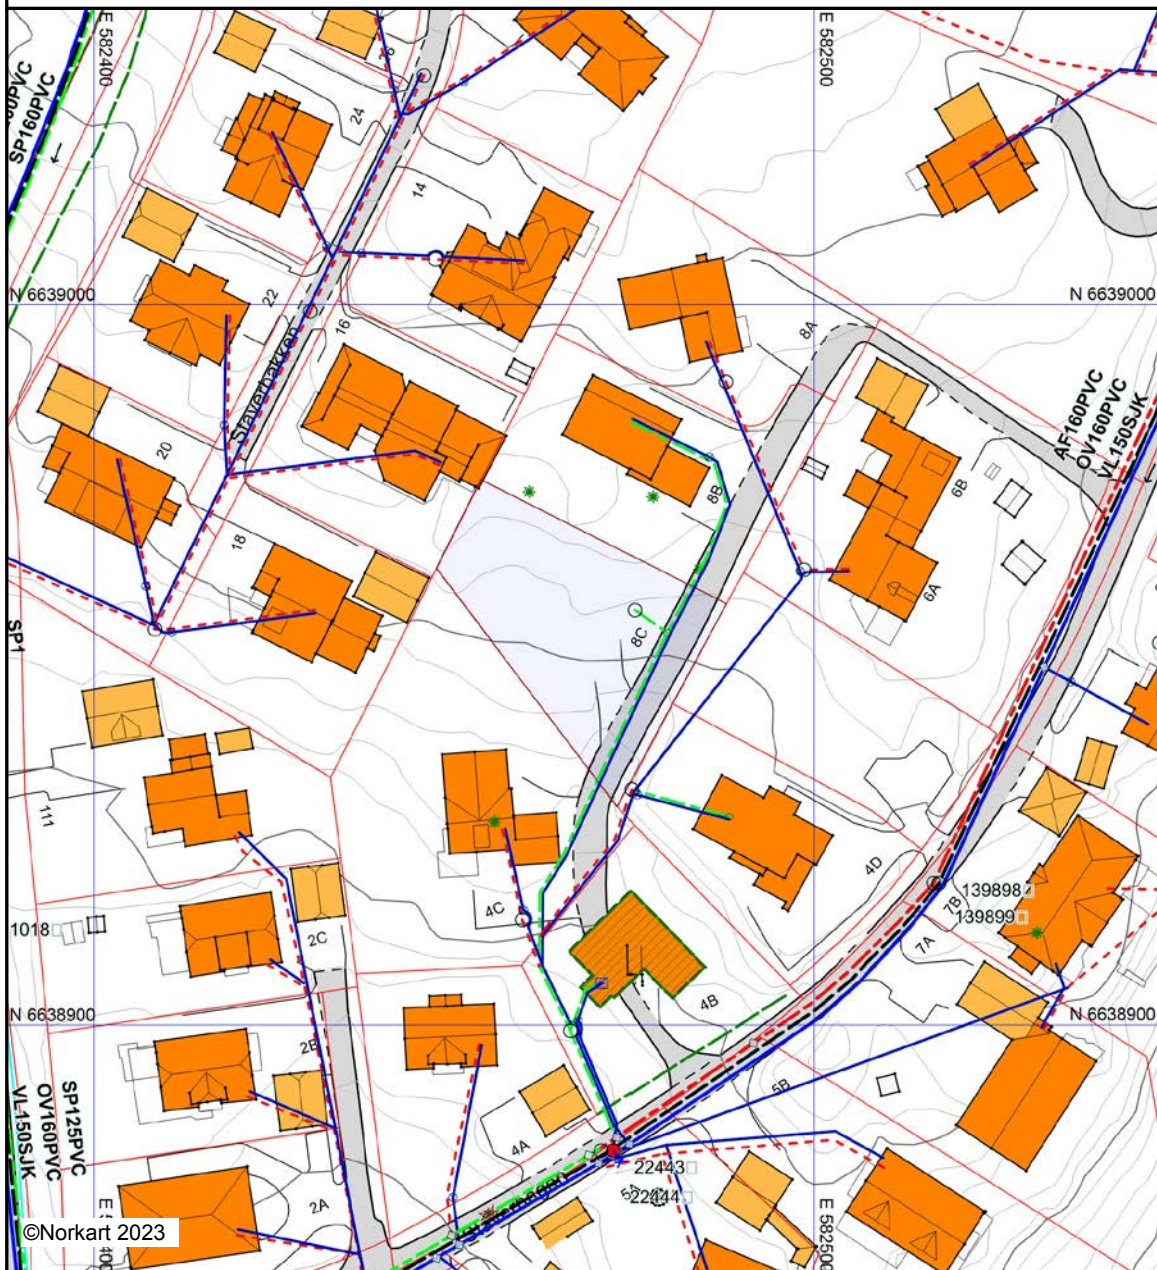 E 582400
E 582500
SP160PVC
24
14
N 6639000
N 6639000
22
16
8A
Staverbakken
AF160PVC
OV160PVC
VL150SJK
20
8B
6B
18
6A
8C
SP1
111
4D
139898
4C
7B
139899
1018
2C
7A
4B
N 6638900
N 6638900
2B
5B
SP125PVC
OV160PVC
VL150SJK
4A
22443
5A
22444
2A
E 582500
©Norkart 2023